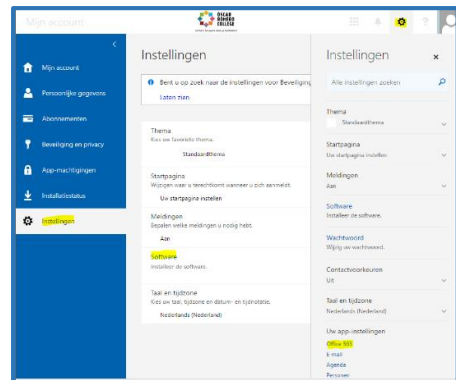 Mijn account
OSCAR
ROMERO
COLLEGE
?
Mijn account
Persoonlijke gegevens
Abonnementen
Beveiliging en privacy
App-machtigingen
Installatiestatus
Instellingen
Instellingen
Bent u op zoek naar de instellingen voor Beveiliging
Laten zien
Thema
Kies uw favoriete thema.
Standaardthema
Startpagina
Wijzigen waar u terechtkomt wanneer u zich aanmeldt.
Uw startpagina instellen
Meldingen
Bepalen welke meldingen u nodig hebt.
Aan
Software
Installeer de software.
Taal en tijdzone
Kies uw taal, tijdzone en datum- en tijdnotatie.
Nederlands (Nederland)
Instellingen
Alle instellingen zoeken
Thema
Standaardthema
Startpagina
Uw startpagina instellen
Meldingen
Aan
Software
Installeer de software.
Wachtwoord
Wijzig uw wachtwoord.
Contactvoorkeuren
Uit
Taal en tijdzone
Nederlands (Nederland)
Uw app-instellingen
Office 365
E-mail
Agenda
Personen